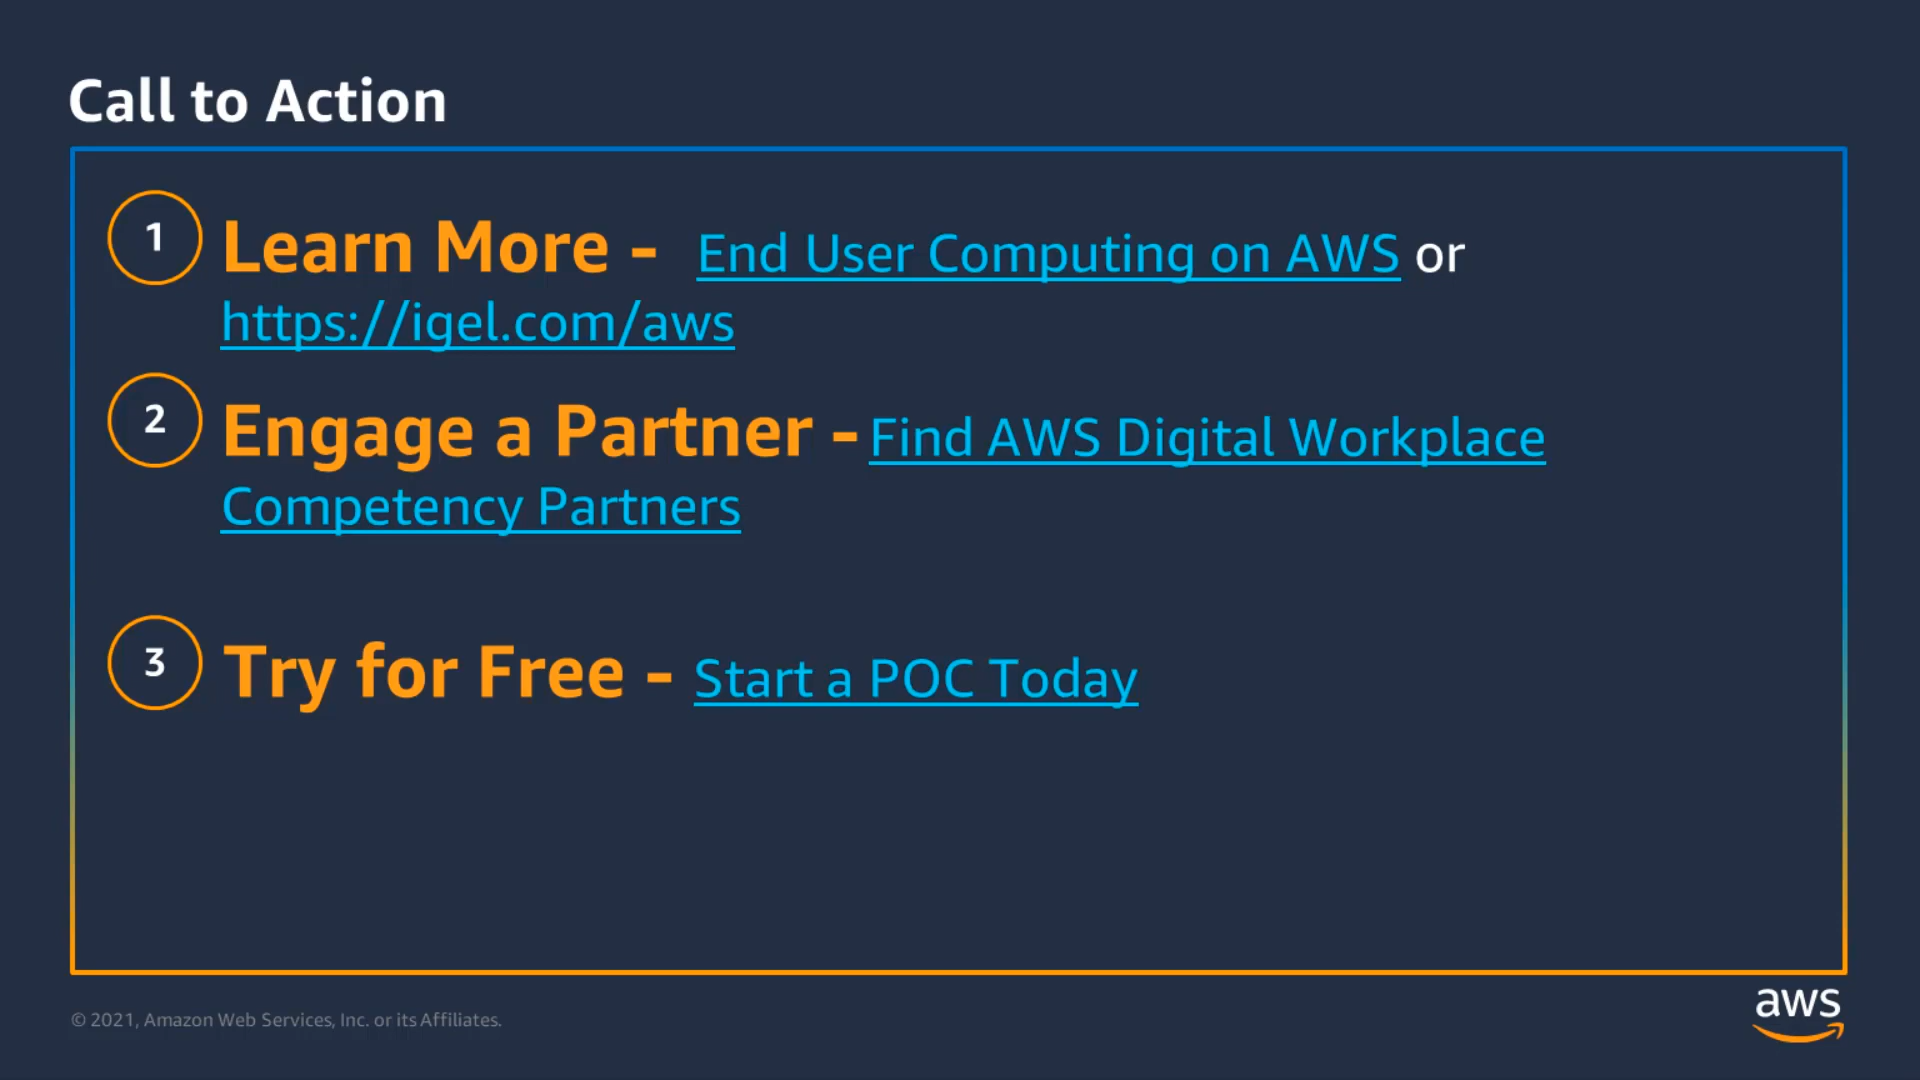 Call to Action
1 Learn More - End User Computing on AWS or
https://igel.com/aws
2 Engage a Partner - Find AWS Digital Workplace
Competency Partners
3 Try for Free - Start a POC Today
© 2021, Amazon Web Services, Inc. or its Affiliates.
aws